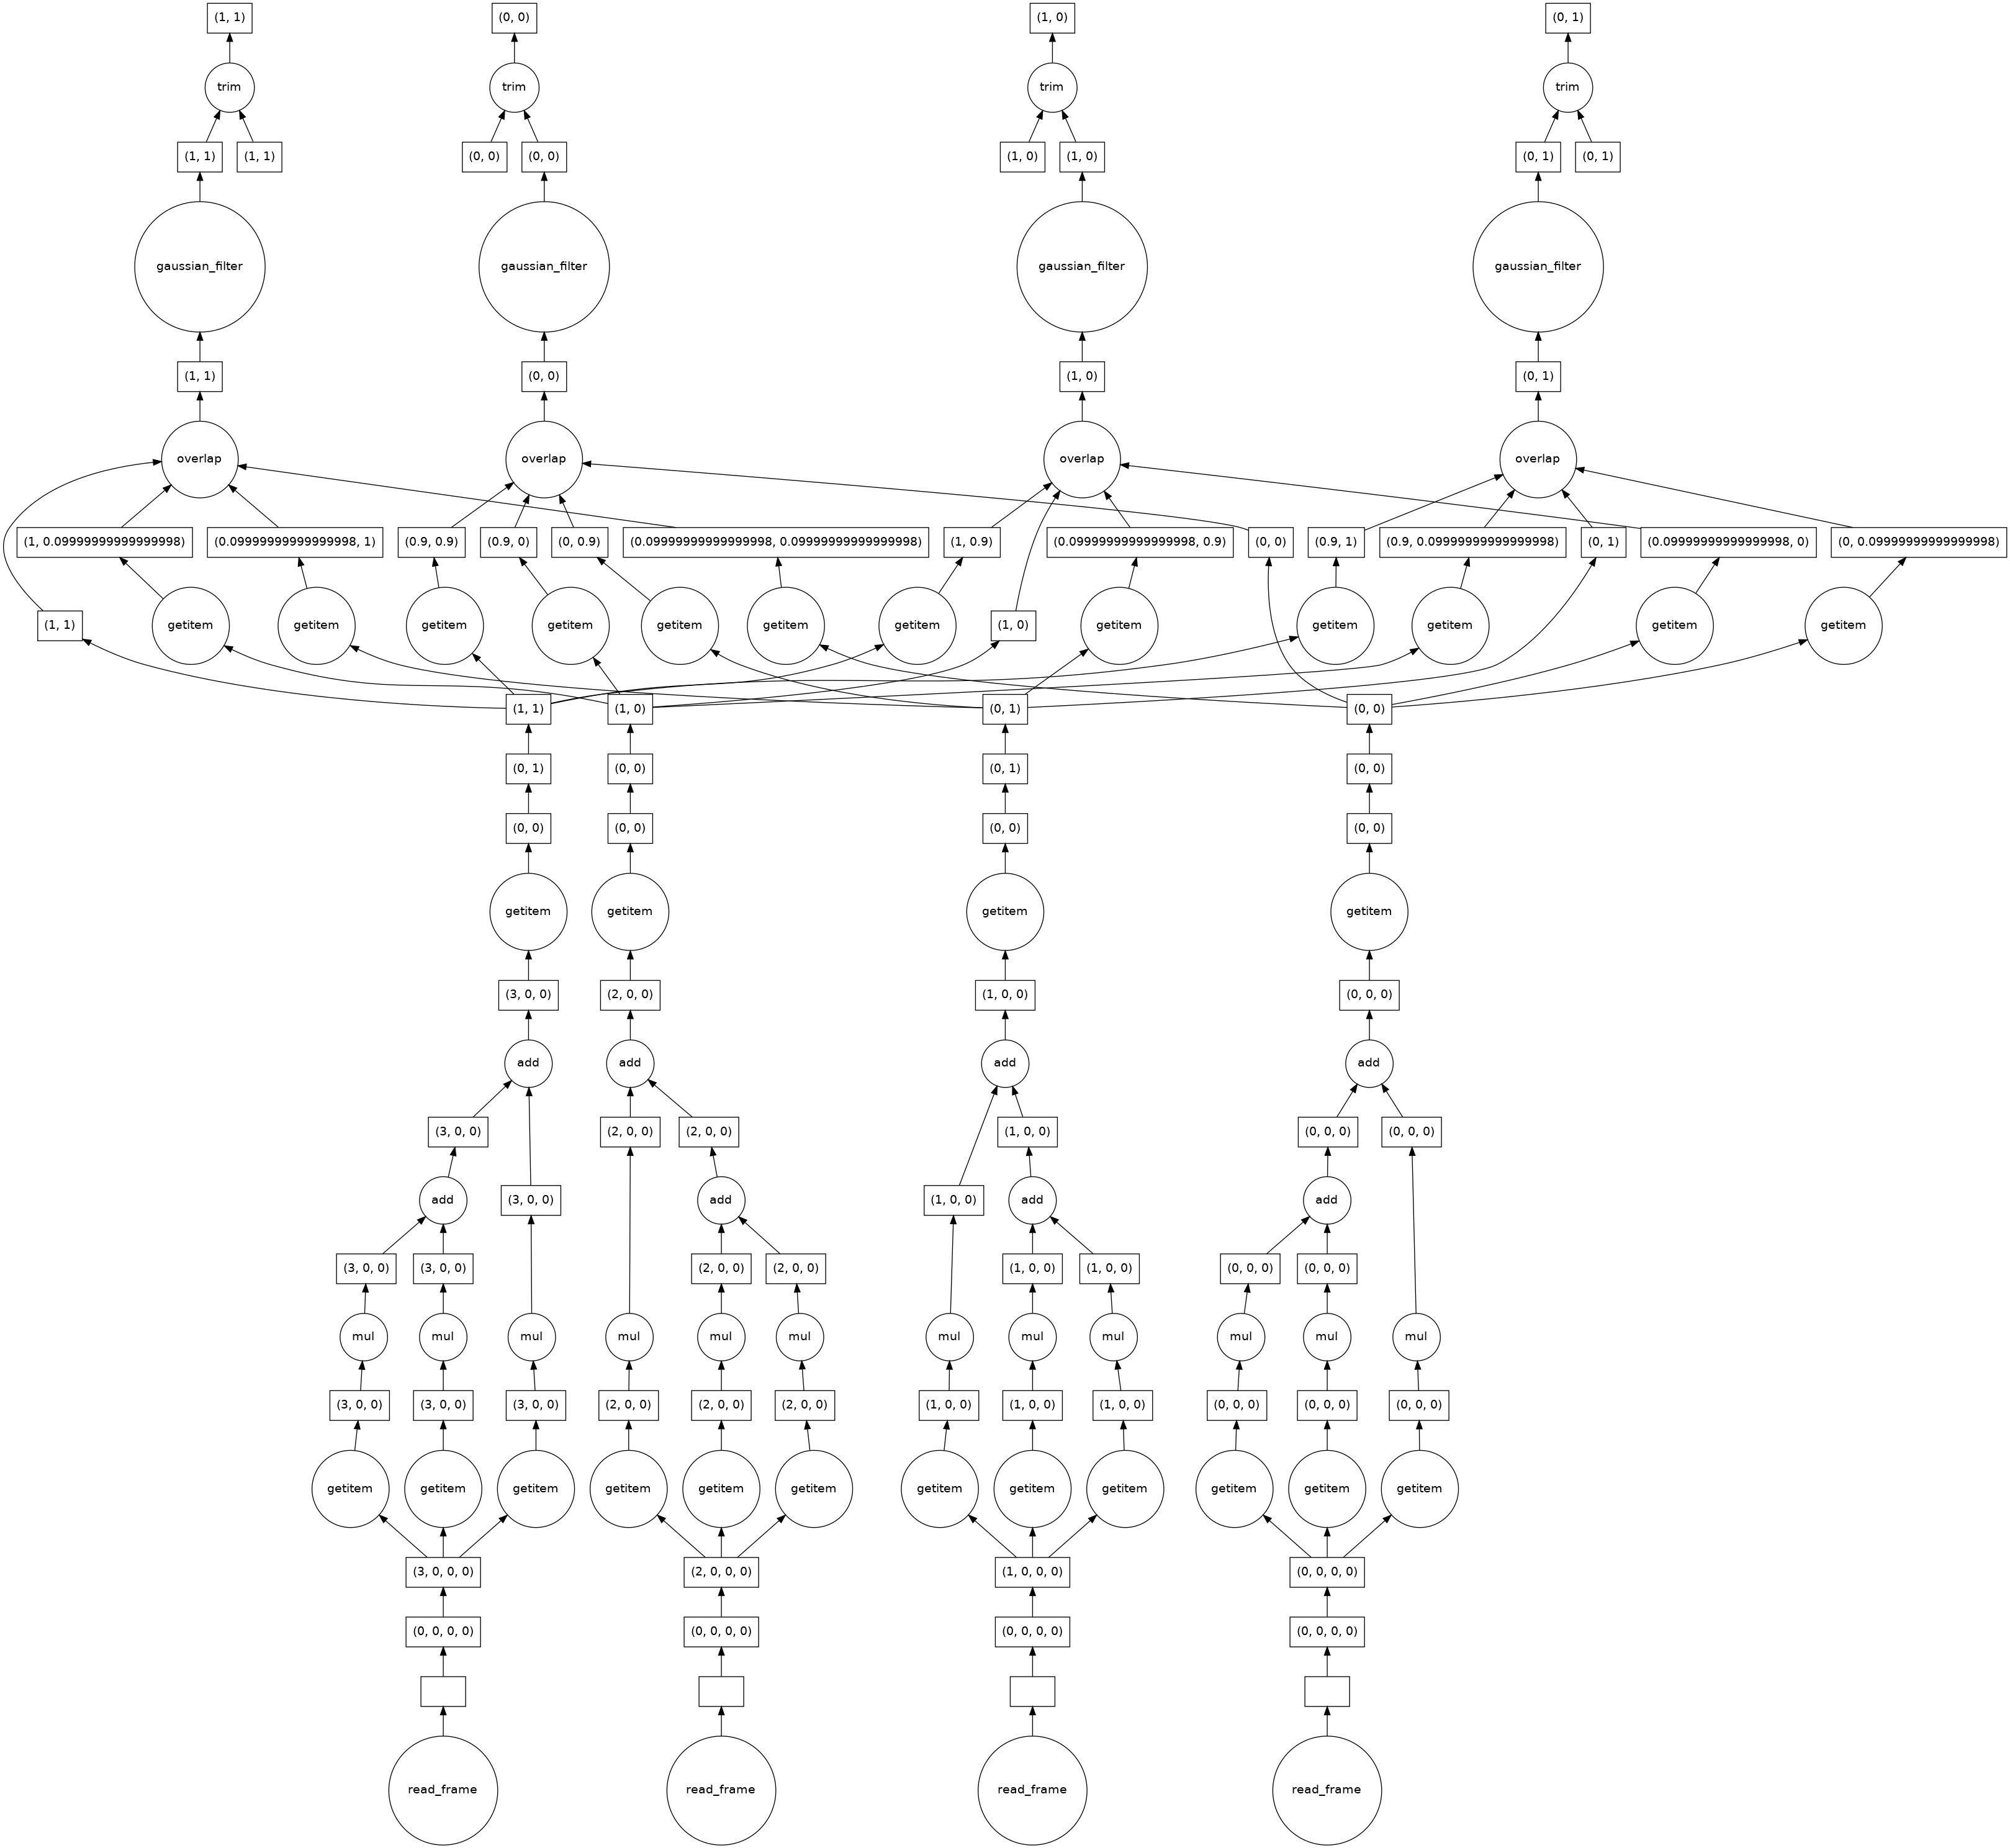 (1, 1) (0, 0) (1, 0) (0, 1)
trim trim trim trim
(1, 1) (1, 1) (0, 0) (0, 0) (1, 0) (1, 0) (0, 1) (0, 1)
gaussian_filter gaussian_filter gaussian_filter gaussian_filter
(1, 1) (0, 0) (1, 0) (0, 1)
overlap overlap overlap overlap
(1, 0.09999999999999998) (0.09999999999999998, 1) (0.9, 0.9) (0.9, 0) (0, 0.9) (0.09999999999999998, 0.09999999999999998) (1, 0.9) (0.09999999999999998, 0.9) (0, 0) (0.9, 1) (0.9, 0.09999999999999998) (0, 1) (0.09999999999999998, 0) (0, 0.09999999999999998)
(1, 1) getitem getitem getitem getitem getitem getitem getitem (1, 0) getitem getitem getitem getitem getitem
(1, 1) (1, 0) (0, 1) (0, 0)
(0, 1) (0, 0) (0, 1) (0, 0)
(0, 0) (0, 0) (0, 0) (0, 0)
getitem getitem getitem getitem
(3, 0, 0) (2, 0, 0) (1, 0, 0) (0, 0, 0)
add add add add
(3, 0, 0) (2, 0, 0) (2, 0, 0) (1, 0, 0) (0, 0, 0) (0, 0, 0)
add (3, 0, 0) add (1, 0, 0) add add
(3, 0, 0) (3, 0, 0) (2, 0, 0) (2, 0, 0) (1, 0, 0) (1, 0, 0) (0, 0, 0) (0, 0, 0)
mul mul mul mul mul mul mul mul mul mul mul mul
(3, 0, 0) (3, 0, 0) (3, 0, 0) (2, 0, 0) (2, 0, 0) (2, 0, 0) (1, 0, 0) (1, 0, 0) (1, 0, 0) (0, 0, 0) (0, 0, 0) (0, 0, 0)
getitem getitem getitem getitem getitem getitem getitem getitem getitem getitem getitem getitem
(3, 0, 0, 0) (2, 0, 0, 0) (1, 0, 0, 0) (0, 0, 0, 0)
(0, 0, 0, 0) (0, 0, 0, 0) (0, 0, 0, 0) (0, 0, 0, 0)
read_frame read_frame read_frame read_frame